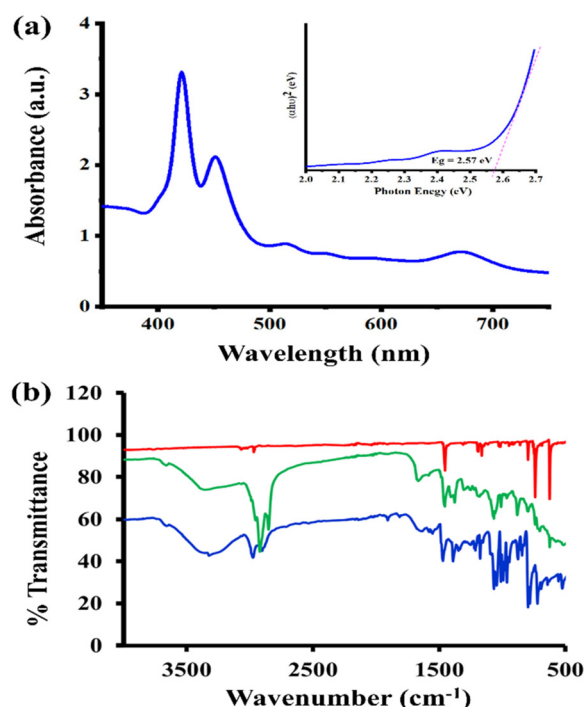 (a)
4
3
2
1
0
Absorbance (a.u.)
400 500 600 700
Wavelength (nm)
(αhυ)² (eV)
Eg = 2.57 eV
2.0 2.1 2.2 2.3 2.4 2.5 2.6 2.7
Photon Enegy (eV)
(b)
120
100
80
60
40
20
0
% Transmittance
3500 2500 1500 500
Wavenumber (cm⁻¹)